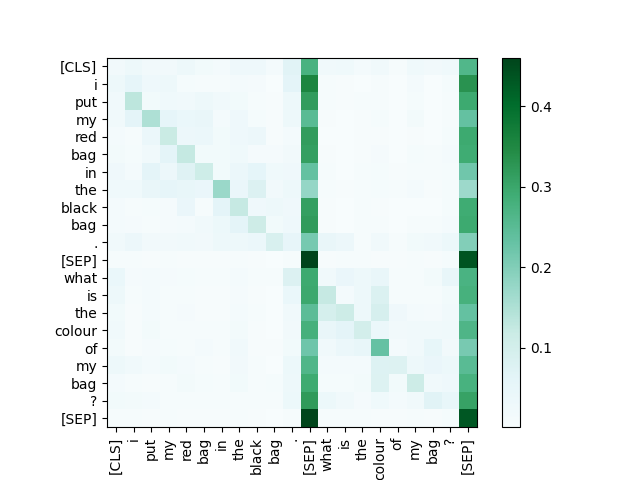 [CLS]
i
put
my
red
bag
in
the
black
bag
.
[SEP]
what
is
the
colour
of
my
bag
?
[SEP]
[CLS] i put my red bag in the black bag . [SEP] what is the colour of my bag ? [SEP]
0.4
0.3
0.2
0.1